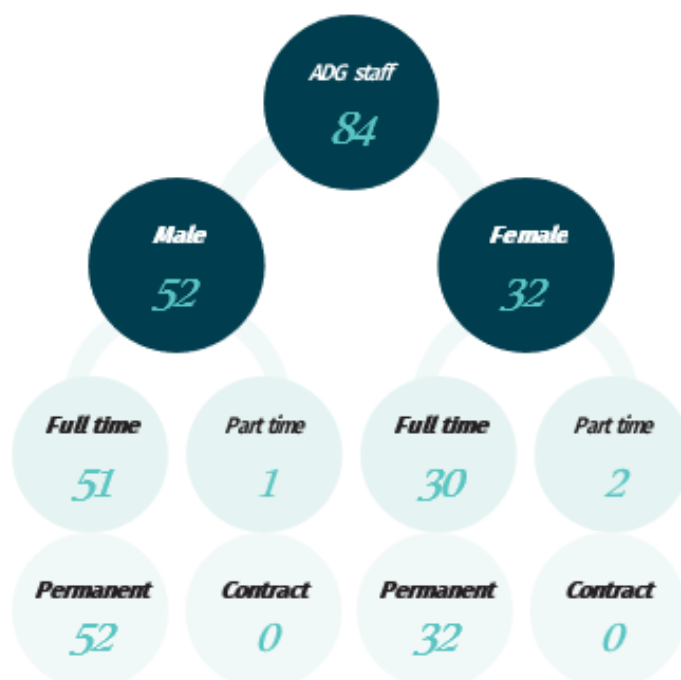 ADG staff
84
Male
Female
52
32
Full time
Part time
Full time
Part time
51
1
30
2
Permanent
Contract
Permanent
Contract
52
0
32
0